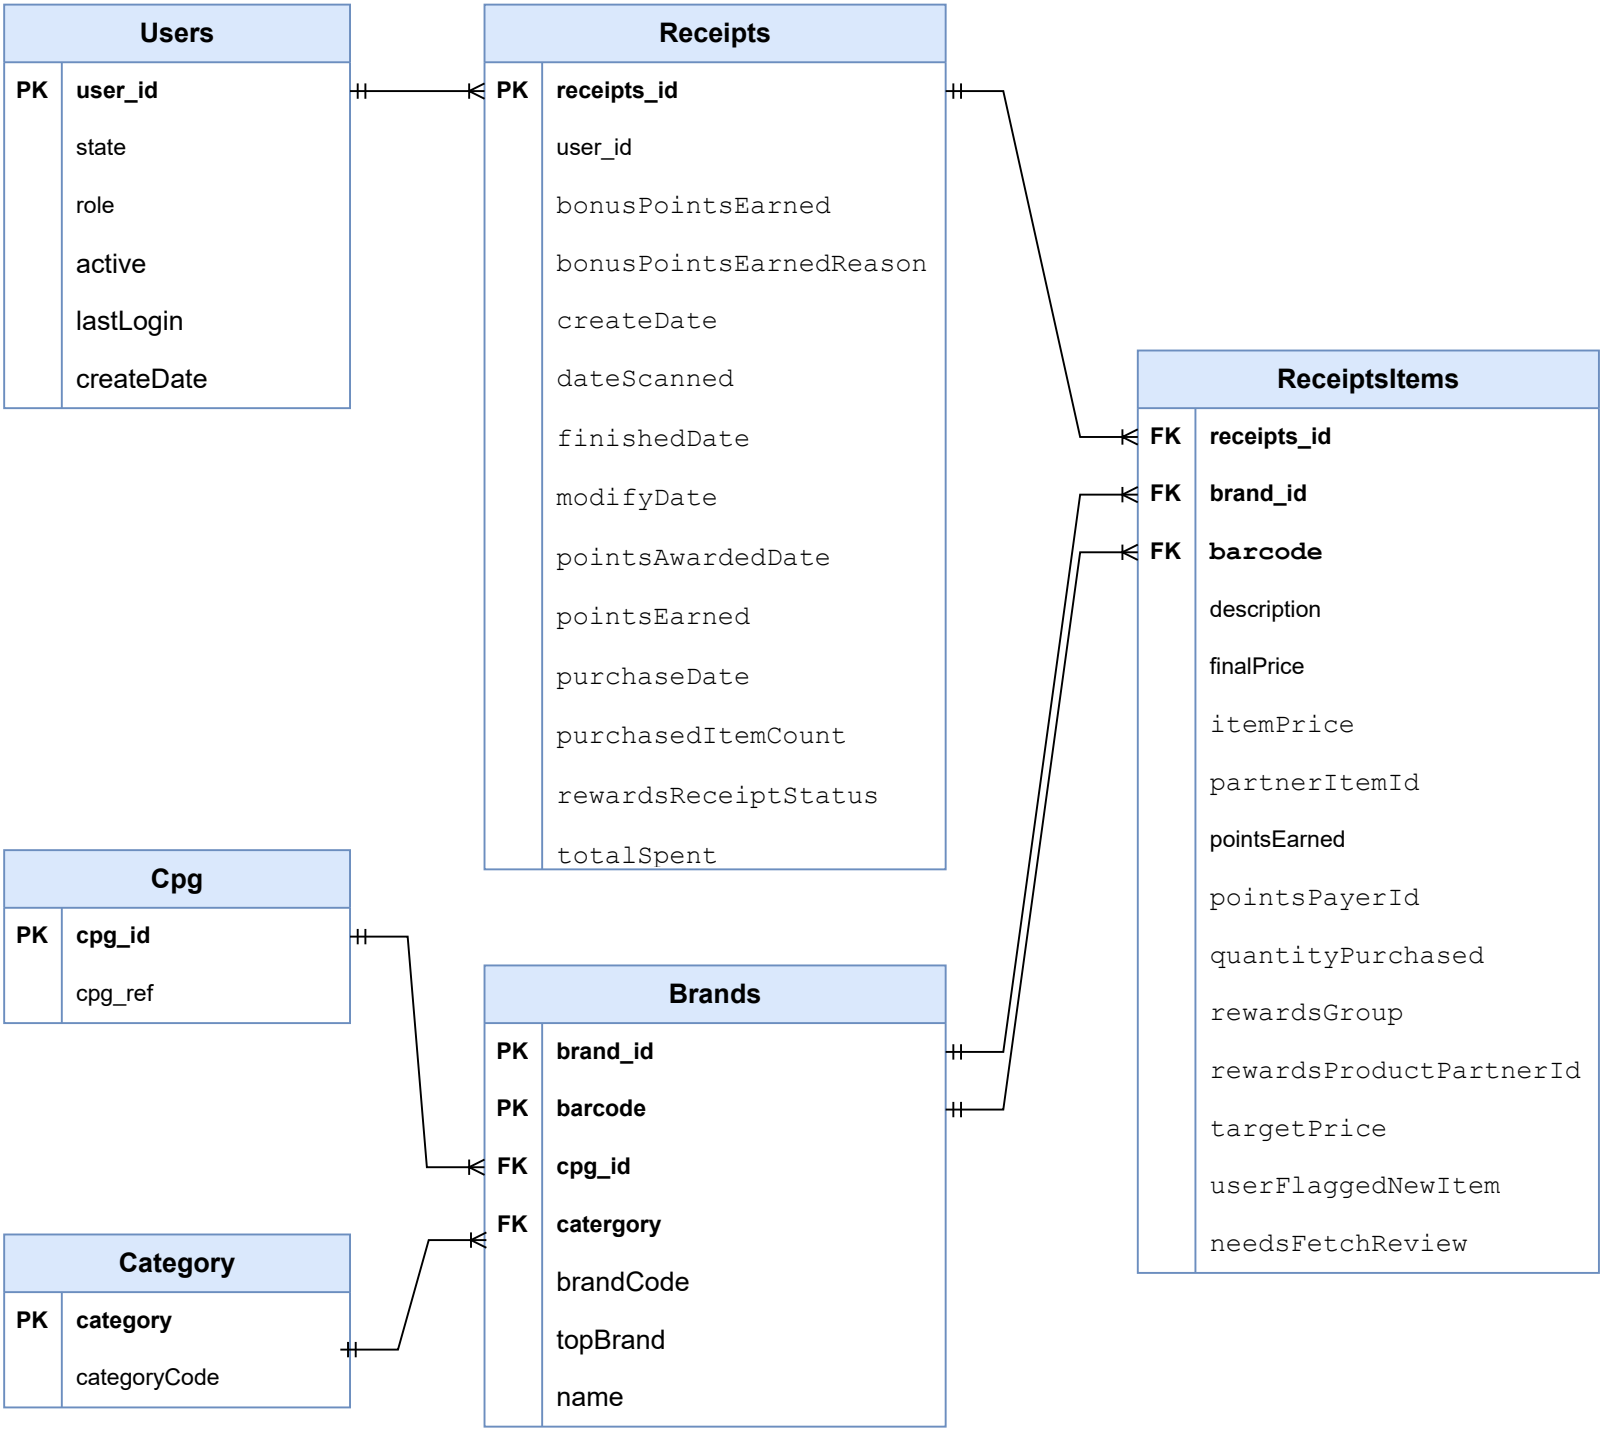 Users
PK user_id
state
role
active
lastLogin
createDate
Receipts
PK receipts_id
user_id
bonusPointsEarned
bonusPointsEarnedReason
createDate
dateScanned
finishedDate
modifyDate
pointsAwardedDate
pointsEarned
purchaseDate
purchasedItemCount
rewardsReceiptStatus
totalSpent
ReceiptsItems
FK receipts_id
FK brand_id
FK barcode
description
finalPrice
itemPrice
partnerItemId
pointsEarned
pointsPayerId
quantityPurchased
rewardsGroup
rewardsProductPartnerId
targetPrice
userFlaggedNewItem
needsFetchReview
Cpg
PK cpg_id
cpg_ref
Brands
PK brand_id
PK barcode
FK cpg_id
FK catergory
brandCode
topBrand
name
Category
PK category
categoryCode